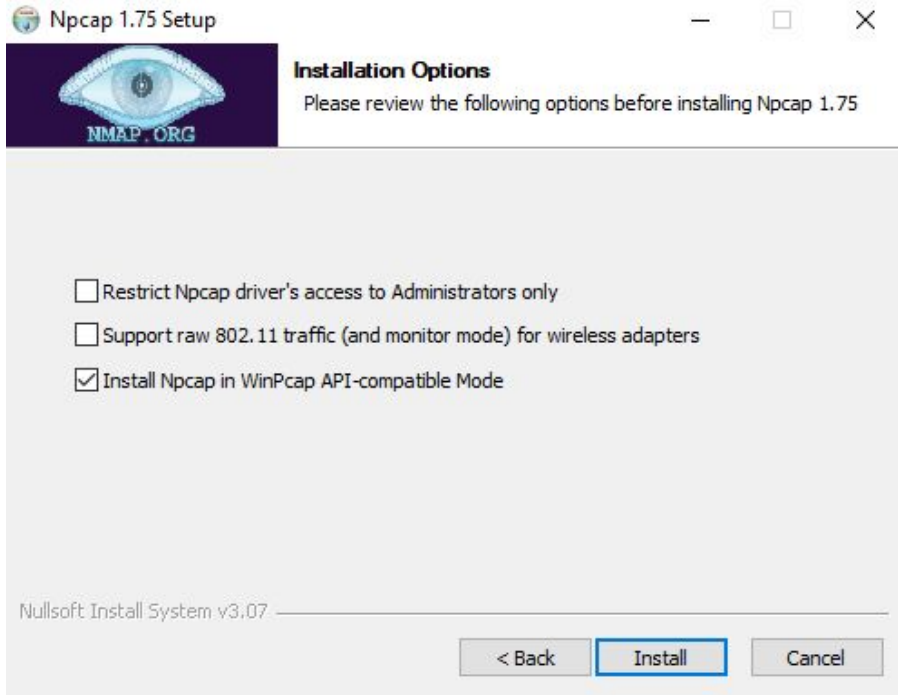 Npcap 1.75 Setup
NMAP.ORG
Installation Options
Please review the following options before installing Npcap 1.75
Restrict Npcap driver's access to Administrators only
Support raw 802.11 traffic (and monitor mode) for wireless adapters
Install Npcap in WinPcap API-compatible Mode
Nullsoft Install System v3.07
< Back
Install
Cancel